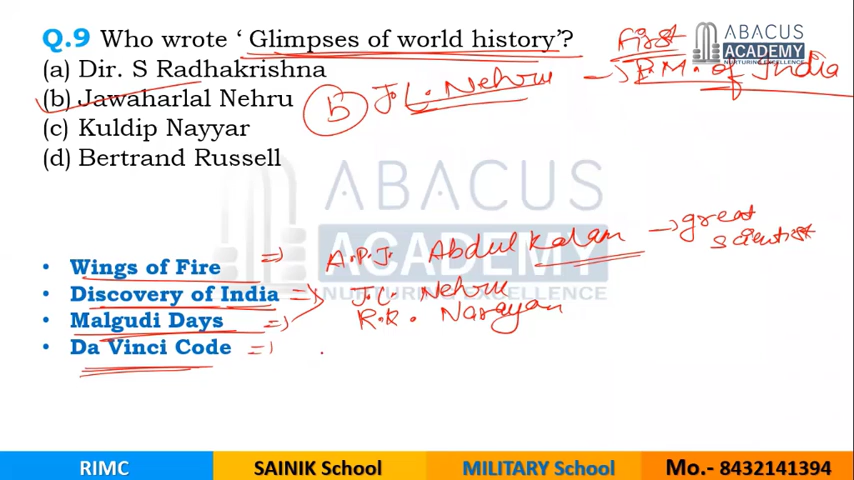 Q.9 Who wrote ‘ Glimpses of world history’?
(a) Dir. S Radhakrishna
(b) Jawaharlal Nehru
(c) Kuldip Nayyar
(d) Bertrand Russell
b J.L. Nehru → First P.M. of India
ABACUS
ACADEMY
NURTURING EXCELLENCE
ABACUS
ACADEMY
NURTURING EXCELLENCE
• Wings of Fire ⇒ A.P.J. Abdul Kalam → great scientist
• Discovery of India ⇒ J.L. Nehru
• Malgudi Days ⇒ R.K. Narayan
• Da Vinci Code ⇒
RIMC SAINIK School MILITARY School Mo.- 8432141394